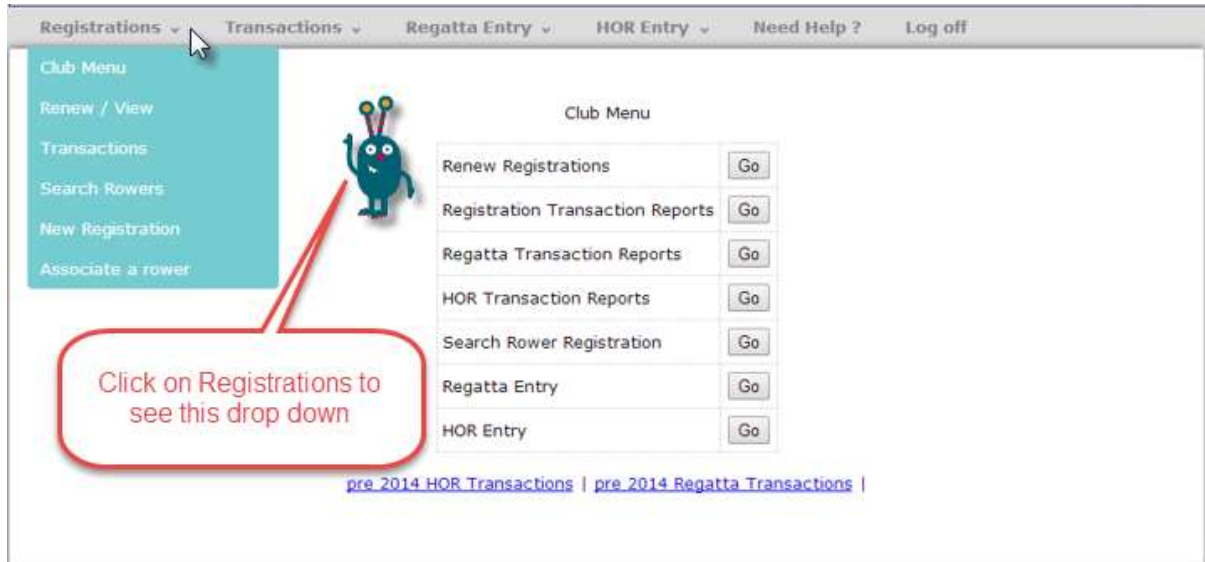 Registrations Transactions Regatta Entry HOR Entry Need Help ? Log off
Club Menu
Renew / View
Transactions
Search Rowers
New Registration
Associate a rower
Club Menu
Renew Registrations Go
Registration Transaction Reports Go
Regatta Transaction Reports Go
HOR Transaction Reports Go
Search Rower Registration Go
Regatta Entry Go
HOR Entry Go
Click on Registrations to
see this drop down
pre 2014 HOR Transactions | pre 2014 Regatta Transactions |